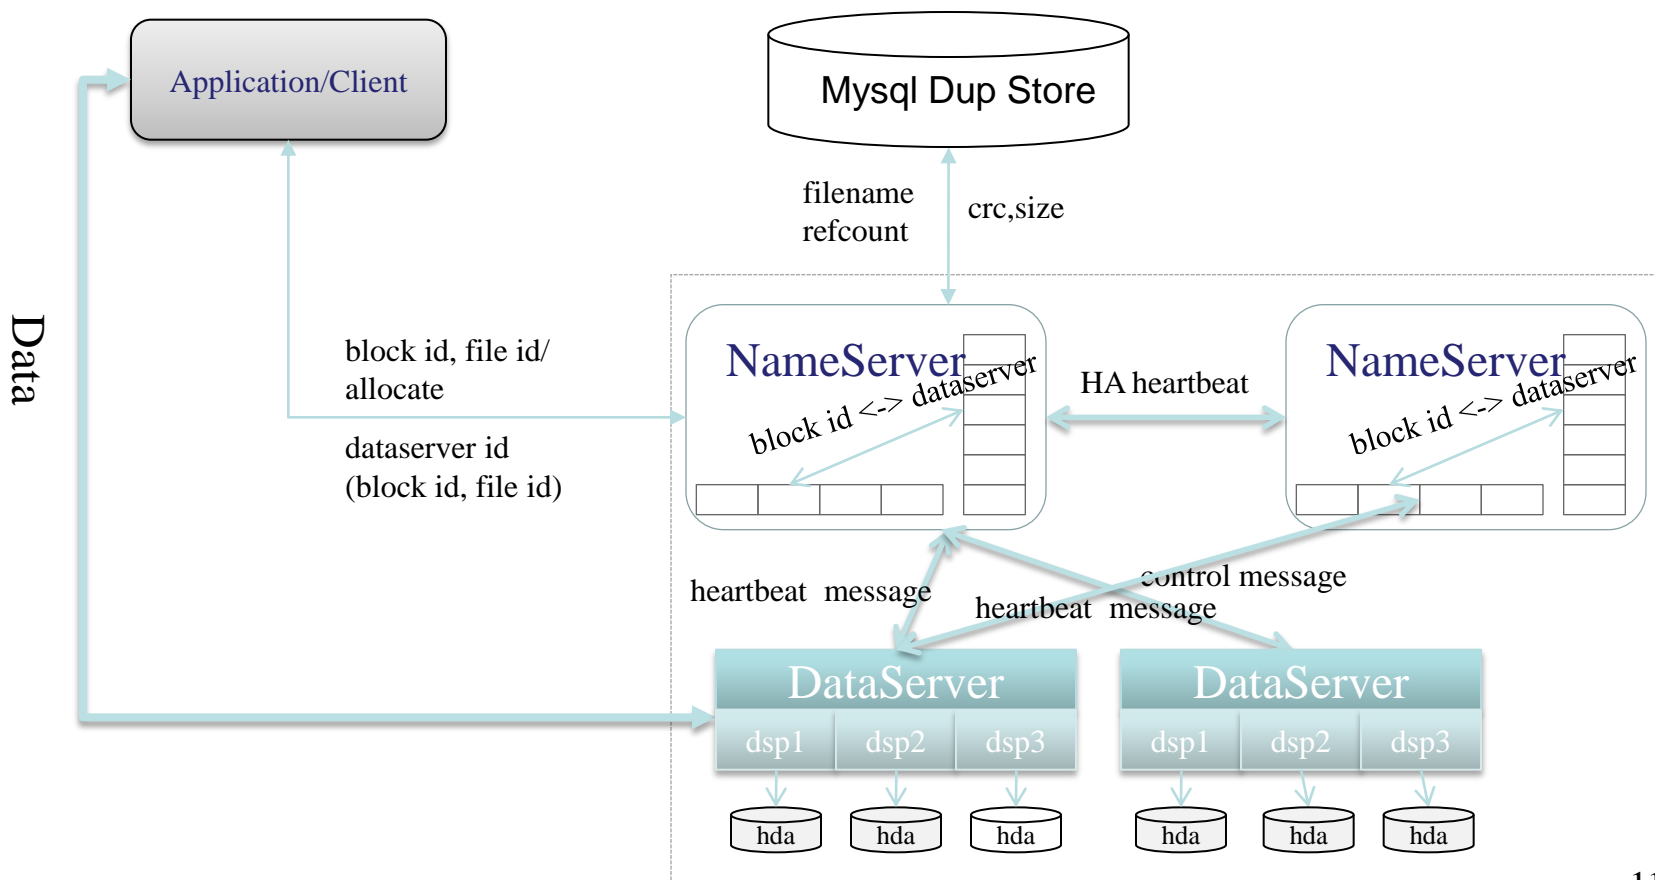 Application/Client
Mysql Dup Store
filename
refcount
crc,size
Data
block id, file id/
allocate
dataserver id
(block id, file id)
NameServer
block id <-> dataserver
HA heartbeat
NameServer
block id <-> dataserver
heartbeat message
control message
heartbeat message
DataServer
dsp1 dsp2 dsp3
hda hda hda
DataServer
dsp1 dsp2 dsp3
hda hda hda